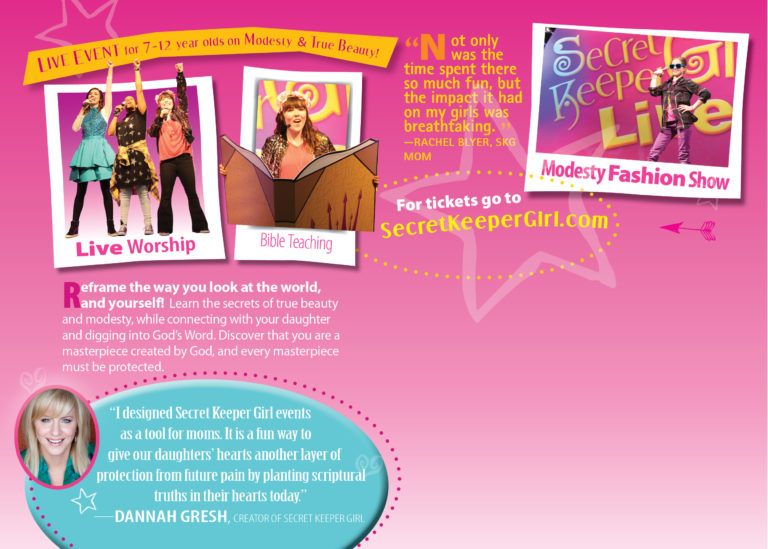 LIVE EVENT for 7-12 year olds on Modesty & True Beauty!
“Not only
was the
time spent there
so much fun, but
the impact it had
on my girls was
breathtaking.”
—RACHEL BLYER, SKG
MOM
Secret
Keeper Girl
Live
Modesty Fashion Show
Live Worship
Bible Teaching
For tickets go to
SecretKeeperGirl.com
Reframe the way you look at the world,
and yourself! Learn the secrets of true beauty
and modesty, while connecting with your daughter
and digging into God’s Word. Discover that you are a
masterpiece created by God, and every masterpiece
must be protected.
“I designed Secret Keeper Girl events
as a tool for moms. It is a fun way to
give our daughters’ hearts another layer of
protection from future pain by planting scriptural
truths in their hearts today.”
—DANNAH GRESH, CREATOR OF SECRET KEEPER GIRL